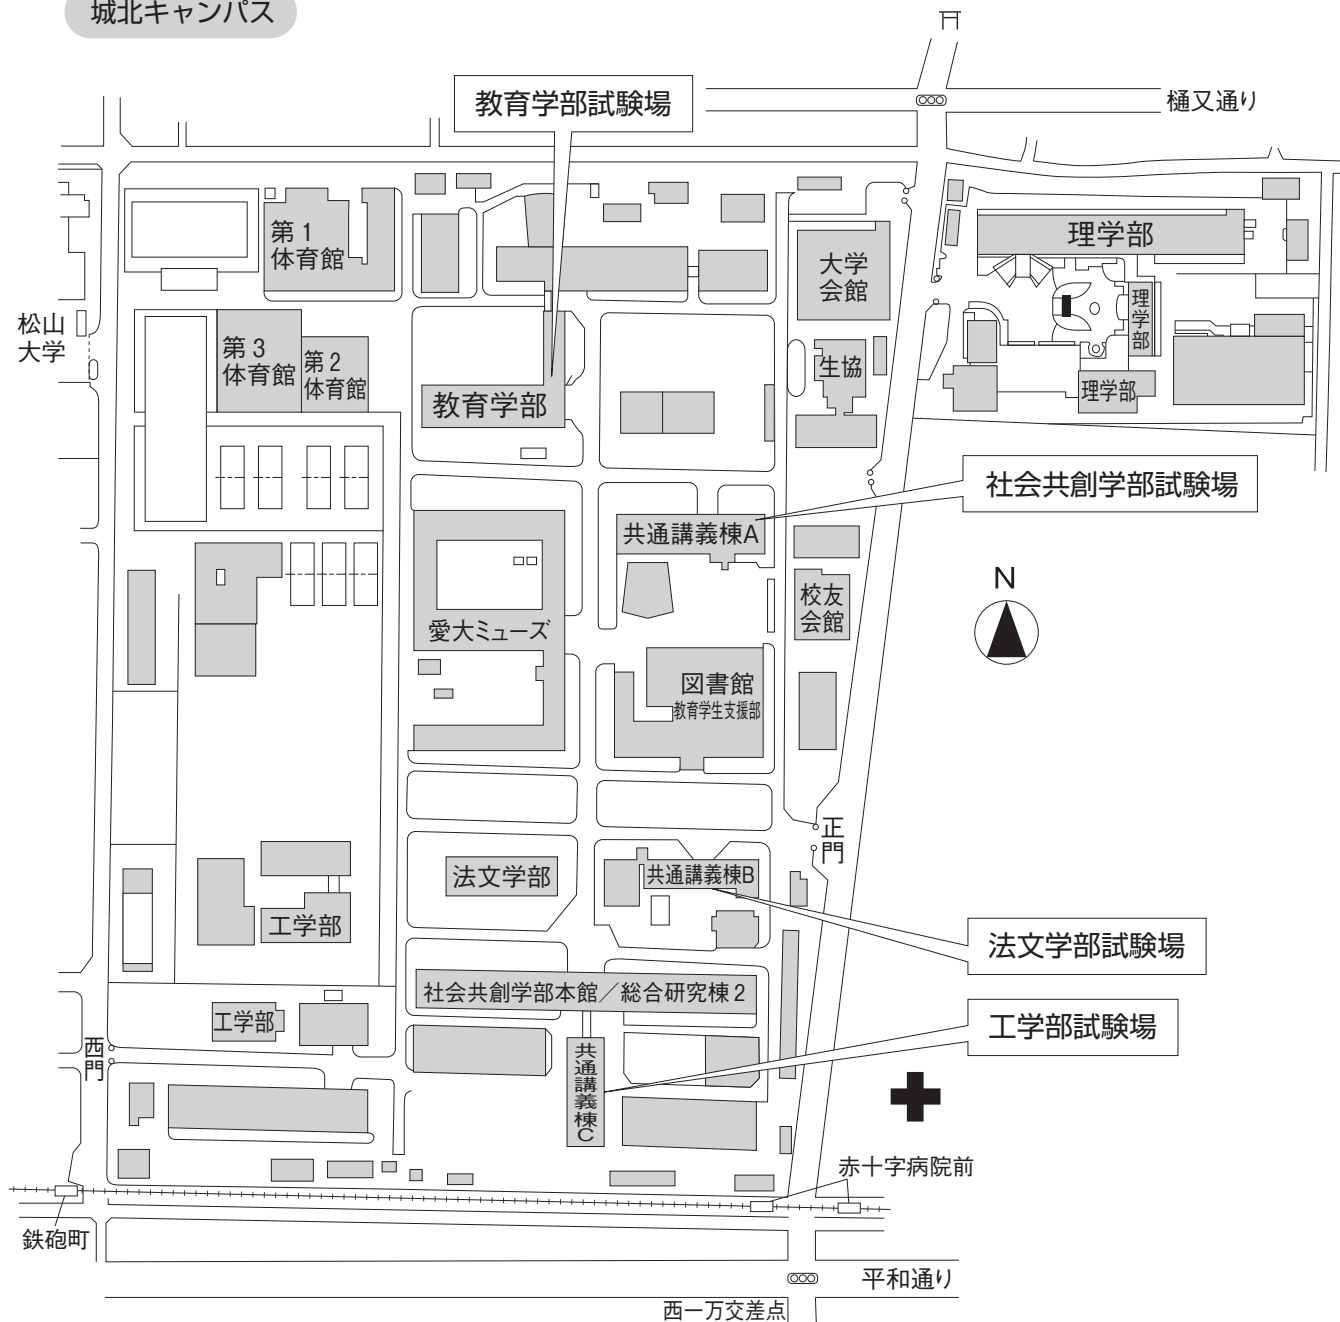 城北キャンパス
教育学部試験場
樋又通り
第1
体育館
大学
会館
理学部
理
学
部
松山
大学
第3
体育館
第2
体育館
生協
理学部
教育学部
社会共創学部試験場
共通講義棟A
N
校友
会館
愛大ミューズ
図書館
教育学生支援部
正
門
法文学部
共通講義棟B
工学部
法文学部試験場
社会共創学部本館／総合研究棟2
工学部
工学部試験場
西
門
共
通
講
義
棟
C
赤十字病院前
鉄砲町
平和通り
西一万交差点